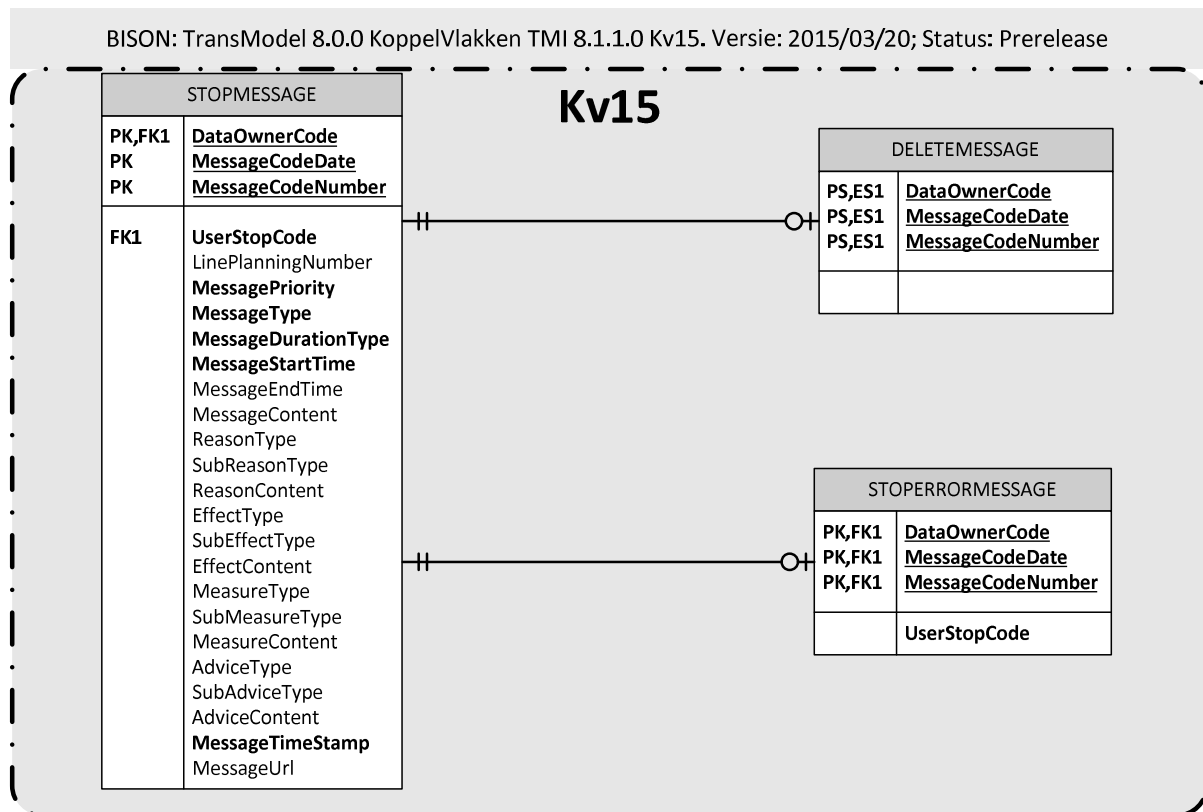 BISON: TransModel 8.0.0 KoppelVlakken TMI 8.1.1.0 Kv15. Versie: 2015/03/20; Status: Prerelease
Kv15
STOPMESSAGE
PK,FK1 DataOwnerCode
PK MessageCodeDate
PK MessageCodeNumber
FK1 UserStopCode
LinePlanningNumber
MessagePriority
MessageType
MessageDurationType
MessageStartTime
MessageEndTime
MessageContent
ReasonType
SubReasonType
ReasonContent
EffectType
SubEffectType
EffectContent
MeasureType
SubMeasureType
MeasureContent
AdviceType
SubAdviceType
AdviceContent
MessageTimeStamp
MessageUrl
DELETEMESSAGE
PS,ES1 DataOwnerCode
PS,ES1 MessageCodeDate
PS,ES1 MessageCodeNumber
STOPERRORMESSAGE
PK,FK1 DataOwnerCode
PK,FK1 MessageCodeDate
PK,FK1 MessageCodeNumber
UserStopCode